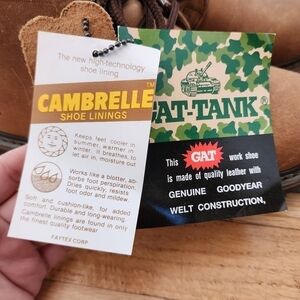 The new high-technology
shoe lining
CAMBRELLE™
SHOE LININGS
Keeps feet cooler in
summer, warmer in
winter. It breathes, to
let air in, moisture out
Works like a blotter, ab-
sorbs foot perspiration.
Dries quickly, resists
foot odor and mildew
Soft and cushion-like, for added
comfort. Durable and long-wearing.
Cambrelle linings are found in only
the finest quality footwear
FAYTEX CORP
GAT-TANK®
This GAT work shoe
is made of quality leather with
GENUINE GOODYEAR
WELT CONSTRUCTION,